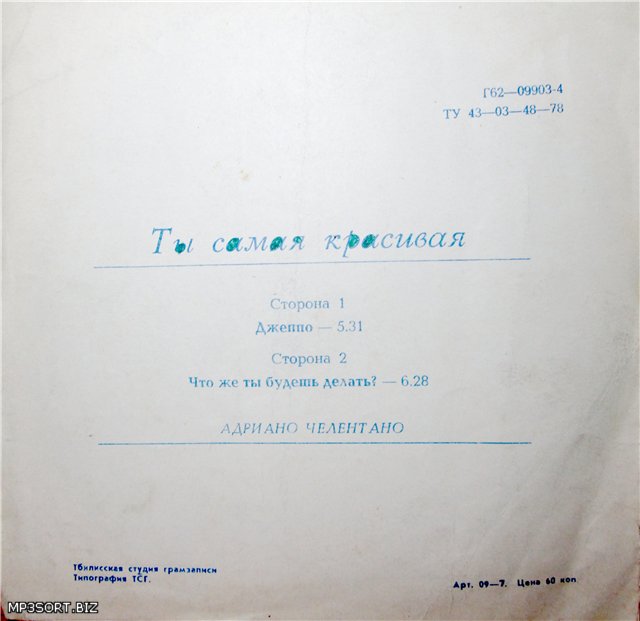 Г62—09903-4
ТУ 43—03—48—78
Ты самая красивая
Сторона 1
Джеппо — 5.31
Сторона 2
Что же ты будешь делать? — 6.28
АДРИАНО ЧЕЛЕНТАНО
Тбилисская студия грамзаписи
Типография ТСГ.
Арт. 09—7. Цена 60 коп.
MP3SORT.BIZ